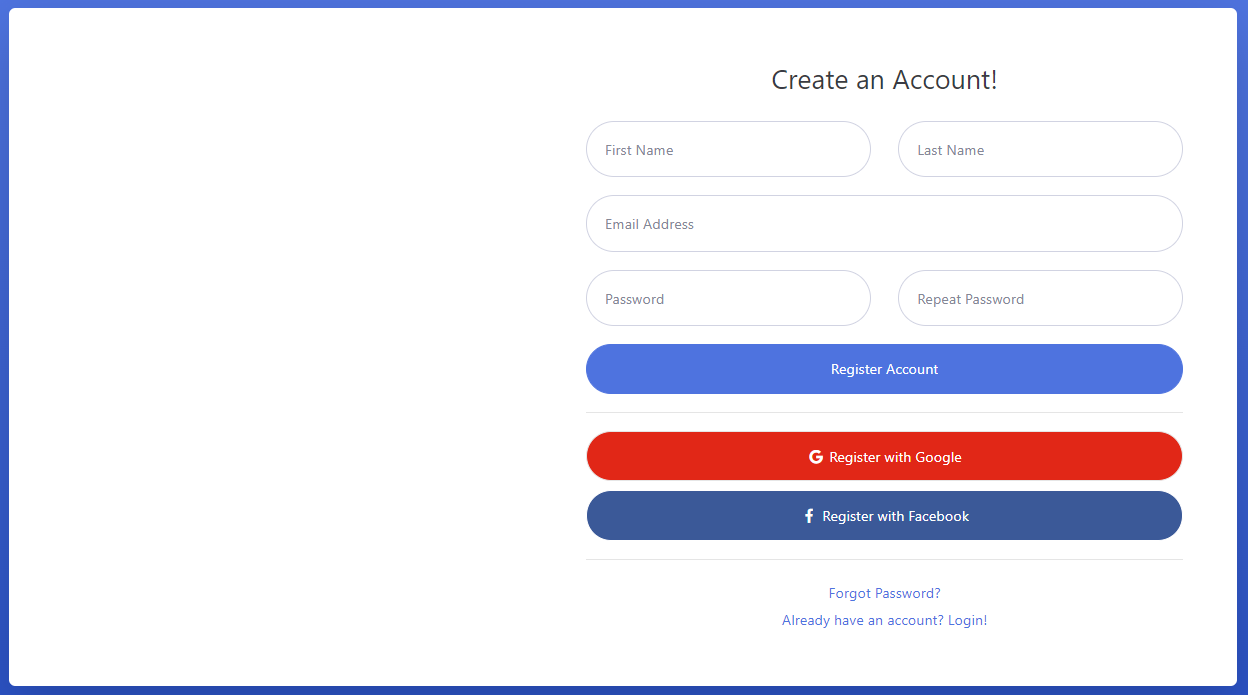 Create an Account!
First Name
Last Name
Email Address
Password
Repeat Password
Register Account
Register with Google
Register with Facebook
Forgot Password?
Already have an account? Login!